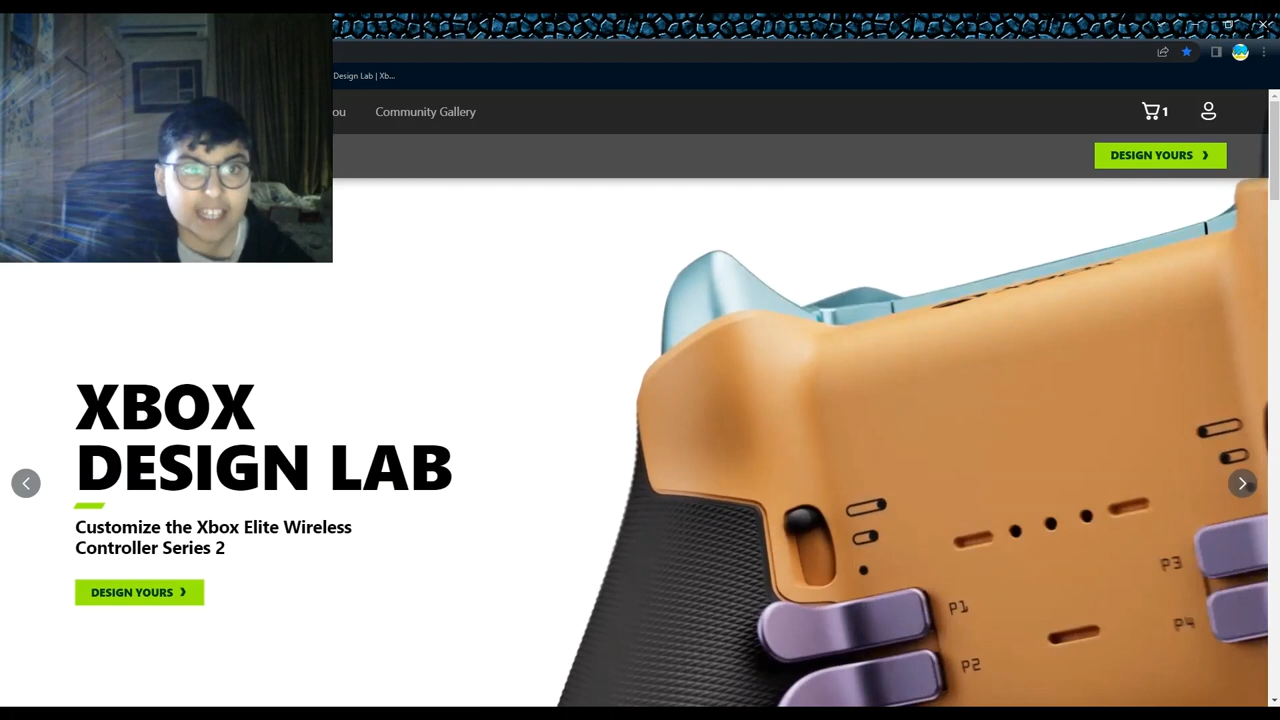 Design Lab | Xb...
ou
Community Gallery
1
DESIGN YOURS
XBOX
DESIGN LAB
Customize the Xbox Elite Wireless
Controller Series 2
DESIGN YOURS
P1
P2
P3
P4